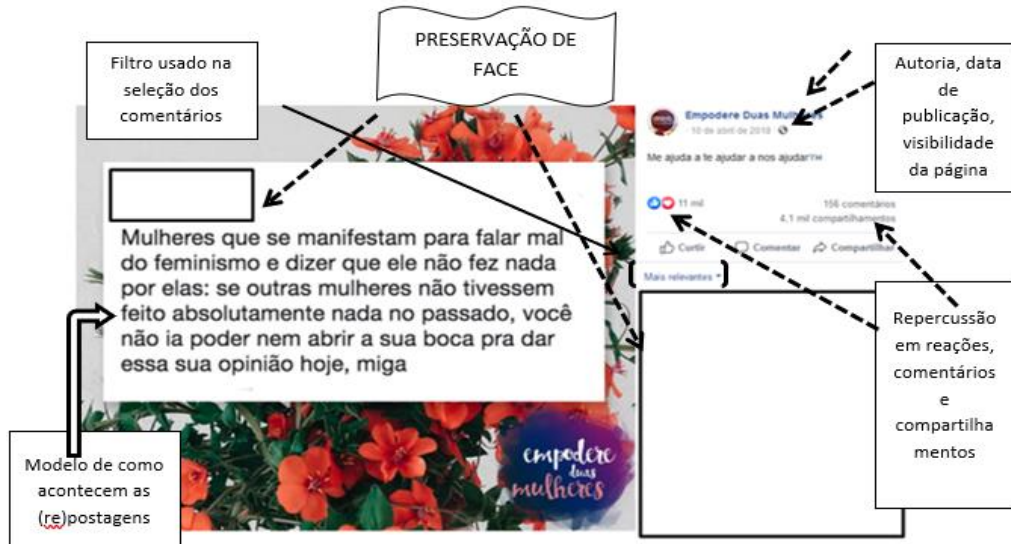 PRESERVAÇÃO DE
FACE
Filtro usado na
seleção dos
comentários
Autoria, data
de
publicação,
visibilidade
da página
Empodere Duas Mulheres
10 de abril de 2018
Me ajuda a te ajudar a nos ajudar™
11 mil
156 comentários
4,1 mil compartilhamentos
Curtir Comentar Compartilhar
Mais relevantes
Mulheres que se manifestam para falar mal
do feminismo e dizer que ele não fez nada
por elas: se outras mulheres não tivessem
feito absolutamente nada no passado, você
não ia poder nem abrir a sua boca pra dar
essa sua opinião hoje, miga
Repercussão
em reações,
comentários
e
compartilha
mentos
Modelo de como
acontecem as
(re)postagens
empodere
duas
mulheres